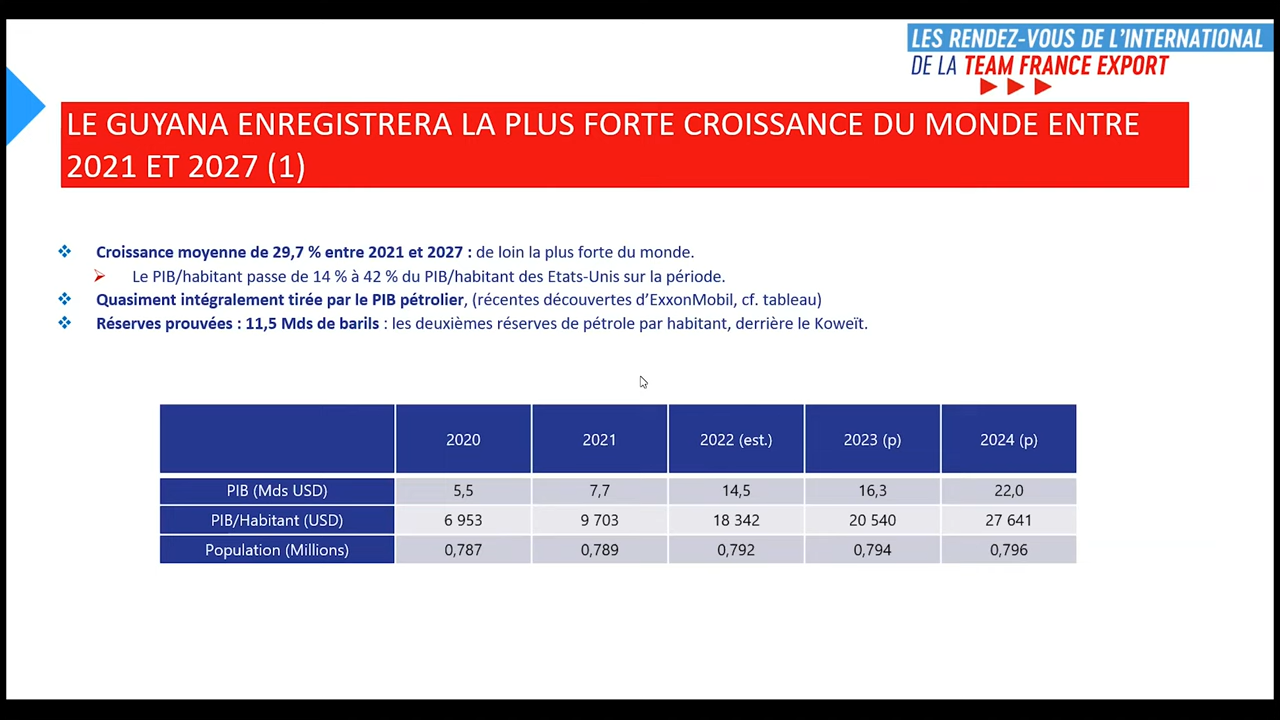 LES RENDEZ-VOUS DE L'INTERNATIONAL
DE LA TEAM FRANCE EXPORT
LE GUYANA ENREGISTRERA LA PLUS FORTE CROISSANCE DU MONDE ENTRE
2021 ET 2027 (1)
Croissance moyenne de 29,7 % entre 2021 et 2027 : de loin la plus forte du monde.
Le PIB/habitant passe de 14 % à 42 % du PIB/habitant des Etats-Unis sur la période.
Quasiment intégralement tirée par le PIB pétrolier, (récentes découvertes d'ExxonMobil, cf. tableau)
Réserves prouvées : 11,5 Mds de barils : les deuxièmes réserves de pétrole par habitant, derrière le Koweït.
2020 2021 2022 (est.) 2023 (p) 2024 (p)
PIB (Mds USD) 5,5 7,7 14,5 16,3 22,0
PIB/Habitant (USD) 6 953 9 703 18 342 20 540 27 641
Population (Millions) 0,787 0,789 0,792 0,794 0,796